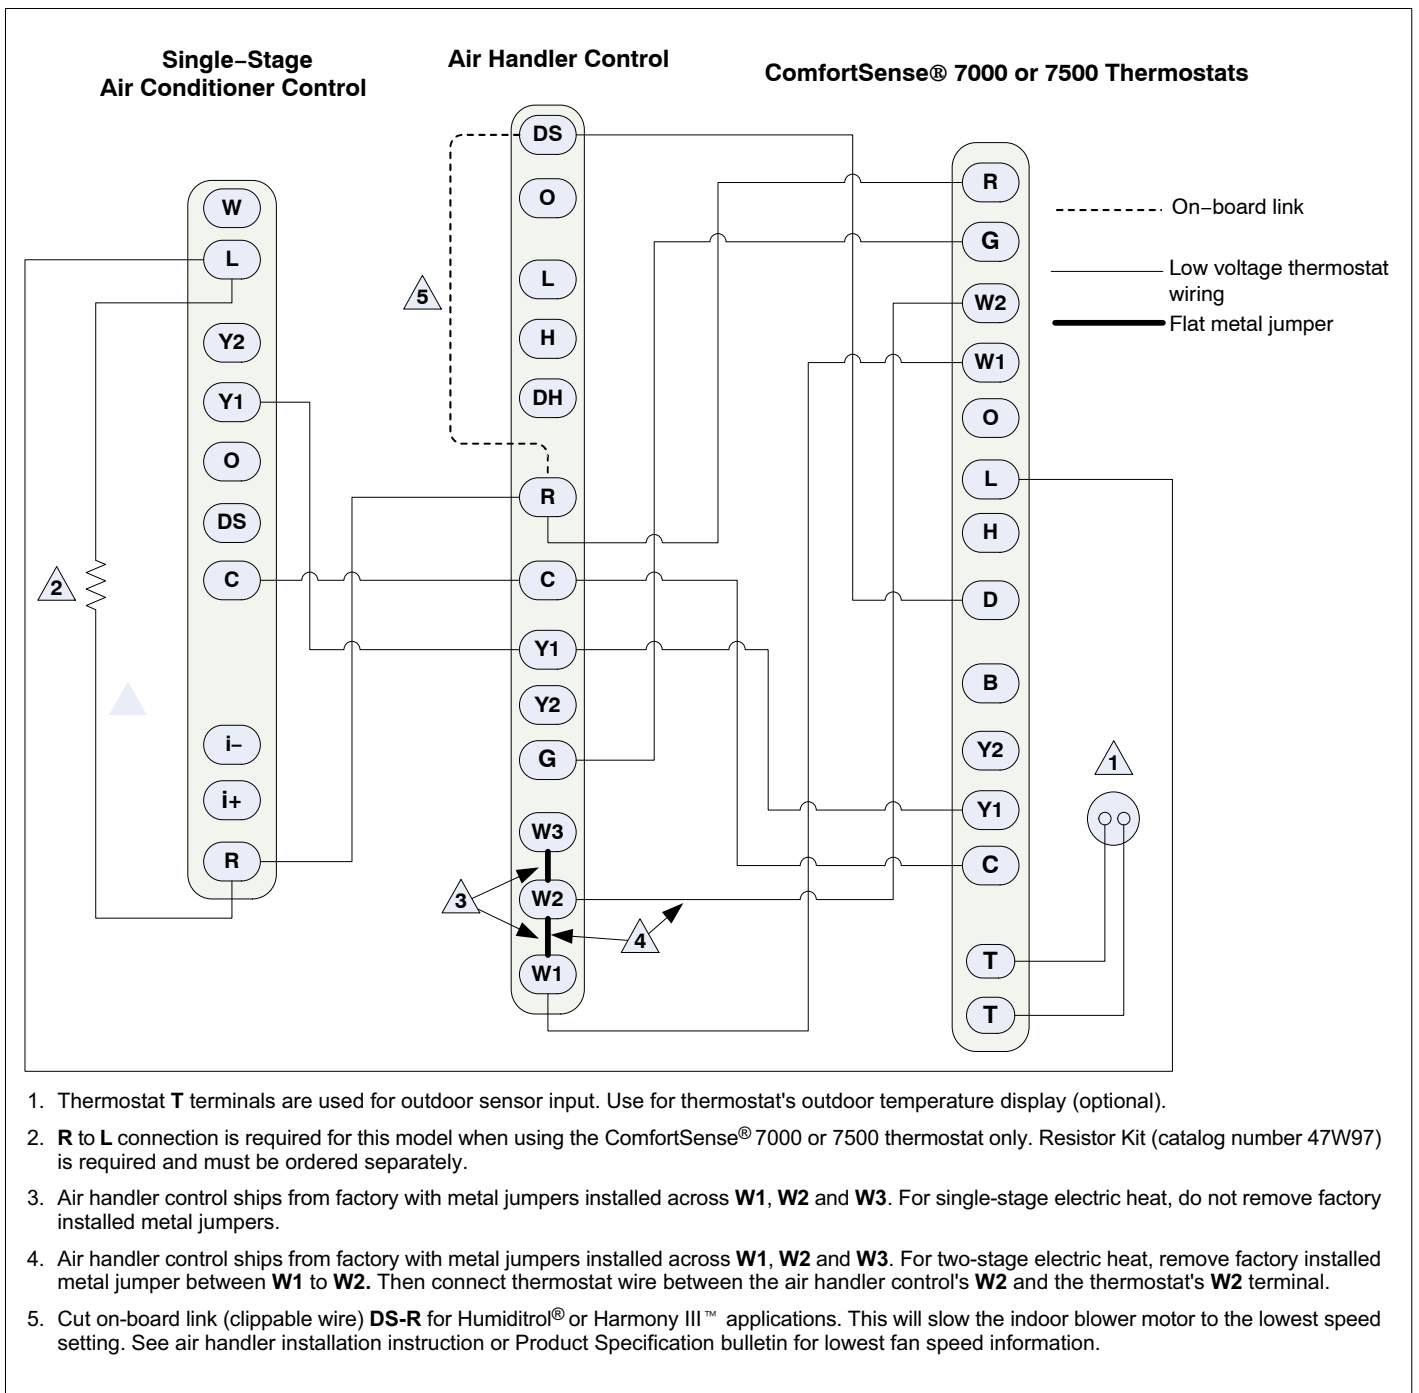 Single−Stage
Air Conditioner Control
Air Handler Control
ComfortSense® 7000 or 7500 Thermostats
W
L
Y2
Y1
O
DS
C
i−
i+
R
2
DS
O
L
H
DH
R
C
Y1
Y2
G
W3
W2
W1
5
3
4
R
G
W2
W1
O
L
H
D
B
Y2
Y1
C
T
T
1
On−board link
Low voltage thermostat
wiring
Flat metal jumper
1. Thermostat T terminals are used for outdoor sensor input. Use for thermostat's outdoor temperature display (optional).
2. R to L connection is required for this model when using the ComfortSense® 7000 or 7500 thermostat only. Resistor Kit (catalog number 47W97)
is required and must be ordered separately.
3. Air handler control ships from factory with metal jumpers installed across W1, W2 and W3. For single-stage electric heat, do not remove factory
installed metal jumpers.
4. Air handler control ships from factory with metal jumpers installed across W1, W2 and W3. For two-stage electric heat, remove factory installed
metal jumper between W1 to W2. Then connect thermostat wire between the air handler control's W2 and the thermostat's W2 terminal.
5. Cut on-board link (clippable wire) DS-R for Humiditrol® or Harmony III™ applications. This will slow the indoor blower motor to the lowest speed
setting. See air handler installation instruction or Product Specification bulletin for lowest fan speed information.